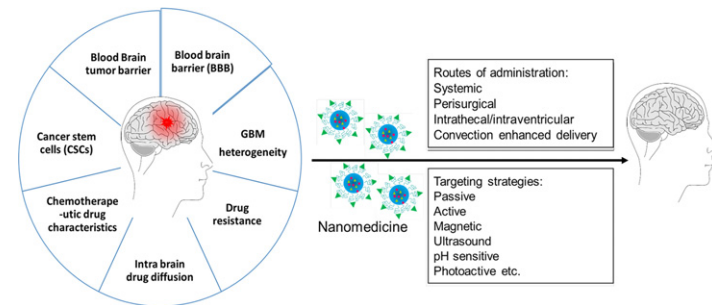 Blood Brain
tumor barrier
Blood brain
barrier (BBB)
Cancer stem
cells (CSCs)
GBM
heterogeneity
Chemotherape
-utic drug
characteristics
Drug
resistance
Intra brain
drug diffusion
Nanomedicine
Routes of administration:
Systemic
Perisurgical
Intrathecal/intraventricular
Convection enhanced delivery
Targeting strategies:
Passive
Active
Magnetic
Ultrasound
pH sensitive
Photoactive etc.